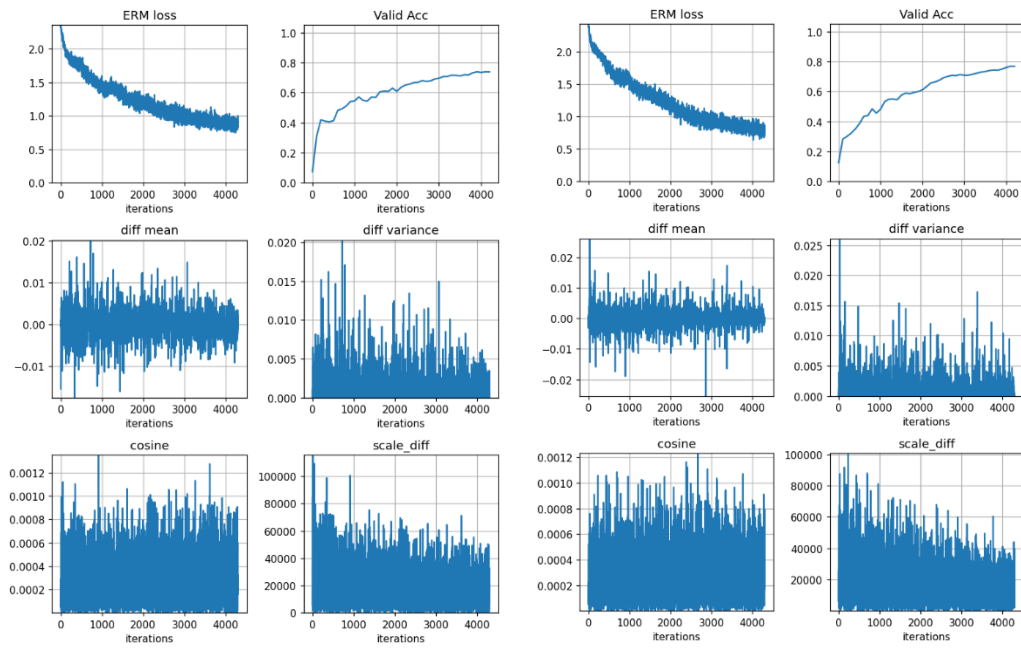 ERM loss
2.0
1.5
1.0
0.5
0.0
0 1000 2000 3000 4000
iterations
Valid Acc
1.0
0.8
0.6
0.4
0.2
0.0
0 1000 2000 3000 4000
iterations
ERM loss
2.0
1.5
1.0
0.5
0.0
0 1000 2000 3000 4000
iterations
Valid Acc
1.0
0.8
0.6
0.4
0.2
0.0
0 1000 2000 3000 4000
iterations
diff mean
0.02
0.01
0.00
−0.01
0 1000 2000 3000 4000
diff variance
0.020
0.015
0.010
0.005
0.000
0 1000 2000 3000 4000
diff mean
0.02
0.01
0.00
−0.01
−0.02
0 1000 2000 3000 4000
diff variance
0.025
0.020
0.015
0.010
0.005
0.000
0 1000 2000 3000 4000
cosine
0.0012
0.0010
0.0008
0.0006
0.0004
0.0002
0 1000 2000 3000 4000
iterations
scale_diff
100000
80000
60000
40000
20000
0
0 1000 2000 3000 4000
iterations
cosine
0.0012
0.0010
0.0008
0.0006
0.0004
0.0002
0 1000 2000 3000 4000
iterations
scale_diff
100000
80000
60000
40000
20000
0 1000 2000 3000 4000
iterations